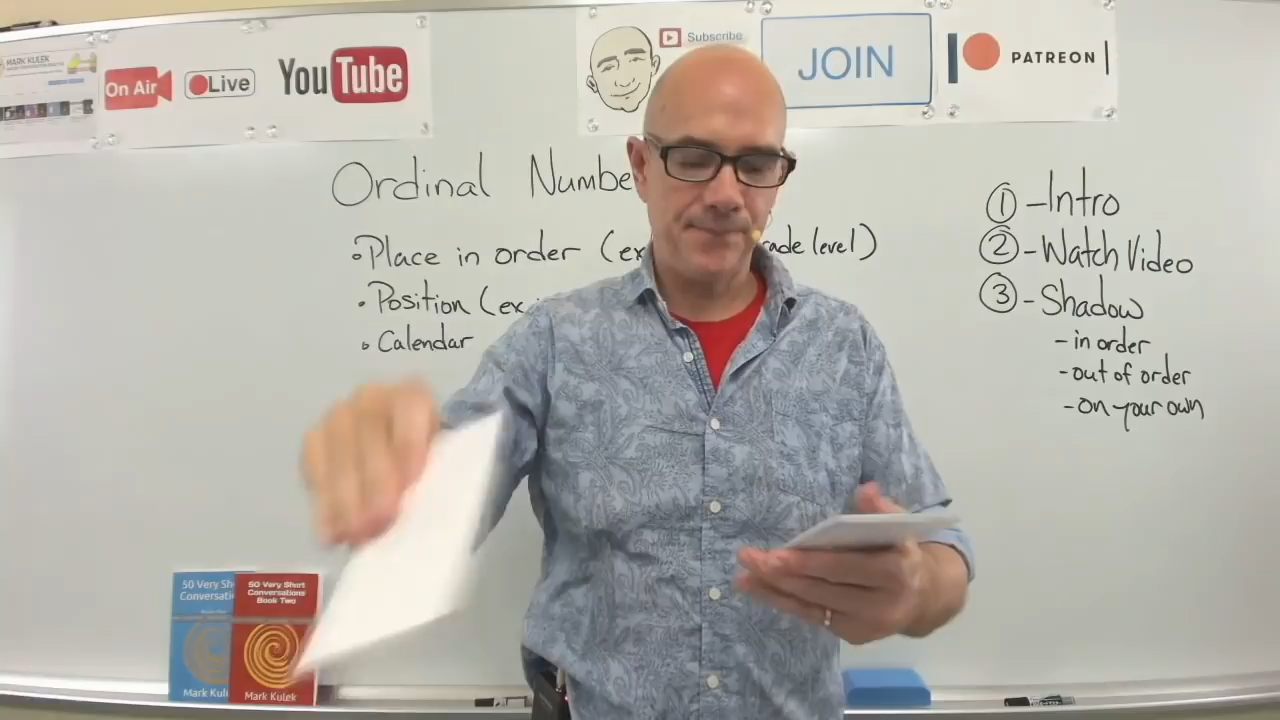 MARK KULEK
On Air
Live
YouTube
Subscribe
JOIN
PATREON
Ordinal Numbe
• Place in order (ex rade level)
• Position (ex
• Calendar
① - Intro
② - Watch Video
③ - Shadow
- in order
- out of order
- on your own
50 Very Sh
Conversati
Mark Kul
50 Very Short
Conversations
Book Two
Mark Kulek